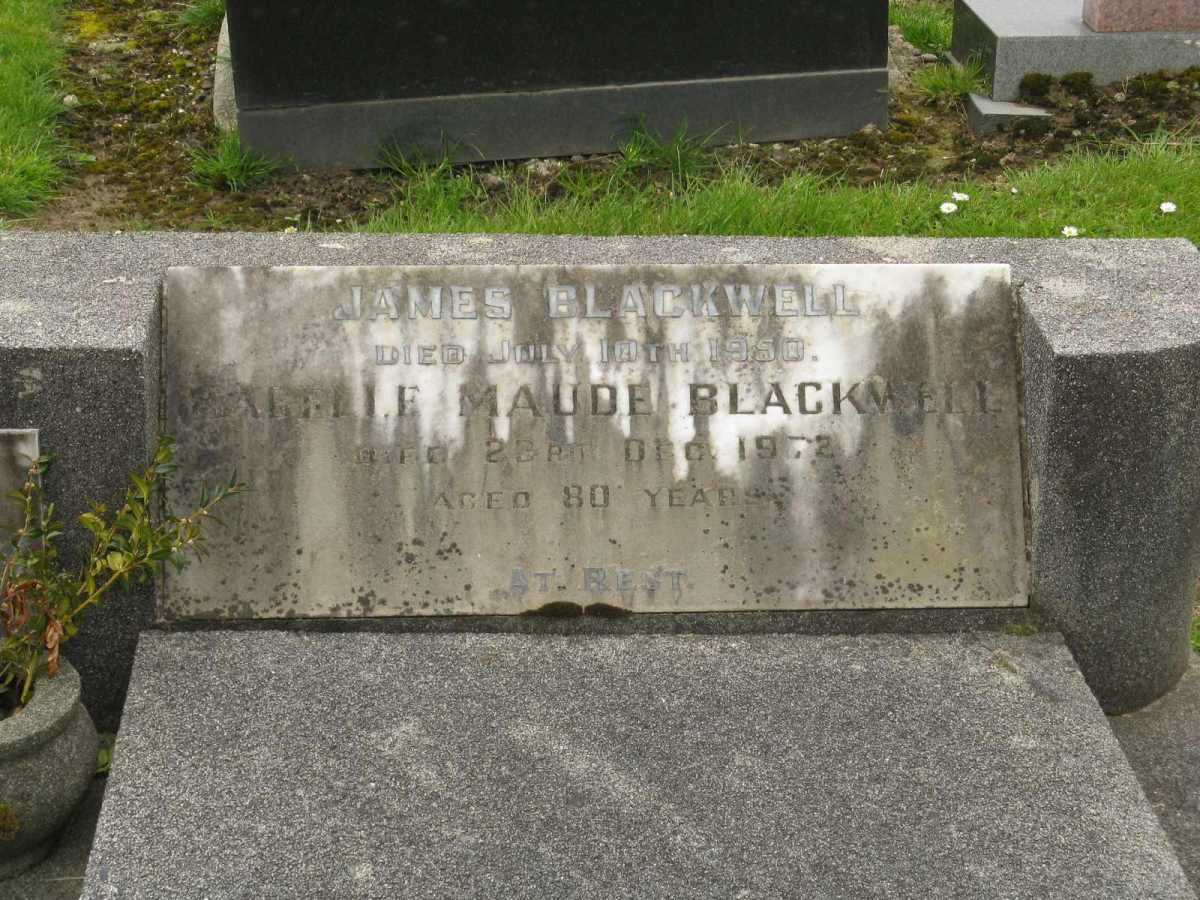 JAMES BLACKWELL
DIED JULY 10TH 1950.
MAUDE BLACKWELL
DIED 23RD DEC. 1972
AGED 80 YEARS
AT REST